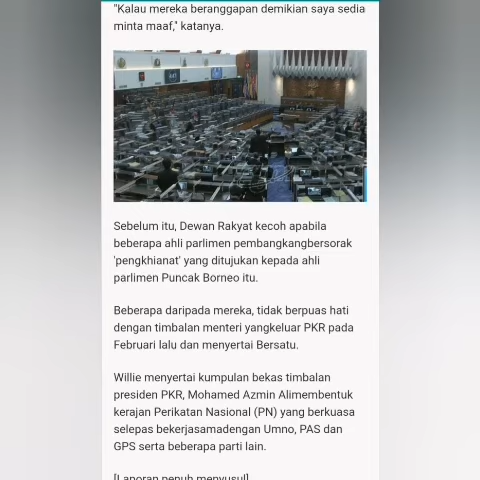 "Kalau mereka beranggapan demikian saya sedia
minta maaf," katanya.
Sebelum itu, Dewan Rakyat kecoh apabila
beberapa ahli parlimen pembangkangbersorak
'pengkhianat' yang ditujukan kepada ahli
parlimen Puncak Borneo itu.
Beberapa daripada mereka, tidak berpuas hati
dengan timbalan menteri yangkeluar PKR pada
Februari lalu dan menyertai Bersatu.
Willie menyertai kumpulan bekas timbalan
presiden PKR, Mohamed Azmin Alimembentuk
kerajan Perikatan Nasional (PN) yang berkuasa
selepas bekerjasamadengan Umno, PAS dan
GPS serta beberapa parti lain.
[Laporan penuh menyusul]